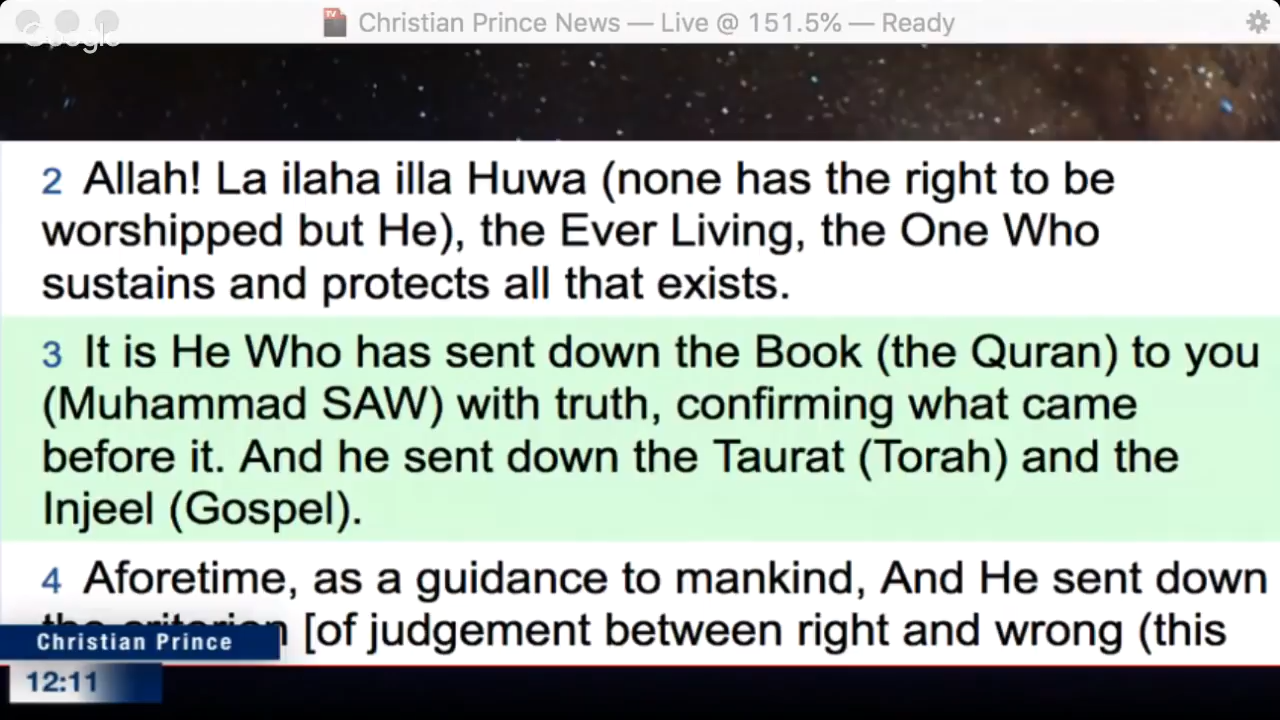 Christian Prince News — Live @ 151.5% — Ready
Google
2 Allah! La ilaha illa Huwa (none has the right to be
worshipped but He), the Ever Living, the One Who
sustains and protects all that exists.
3 It is He Who has sent down the Book (the Quran) to you
(Muhammad SAW) with truth, confirming what came
before it. And he sent down the Taurat (Torah) and the
Injeel (Gospel).
4 Aforetime, as a guidance to mankind, And He sent down
the criterion [of judgement between right and wrong (this
Christian Prince
12:11